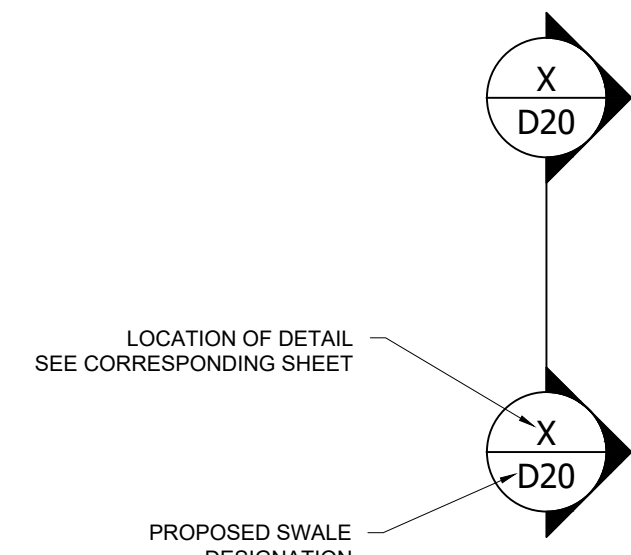 X
D20
LOCATION OF DETAIL
SEE CORRESPONDING SHEET
X
D20
PROPOSED SWALE
DESIGNATION